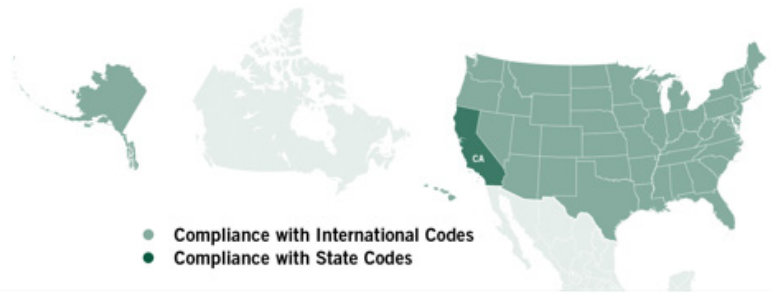 CA
Compliance with International Codes
Compliance with State Codes